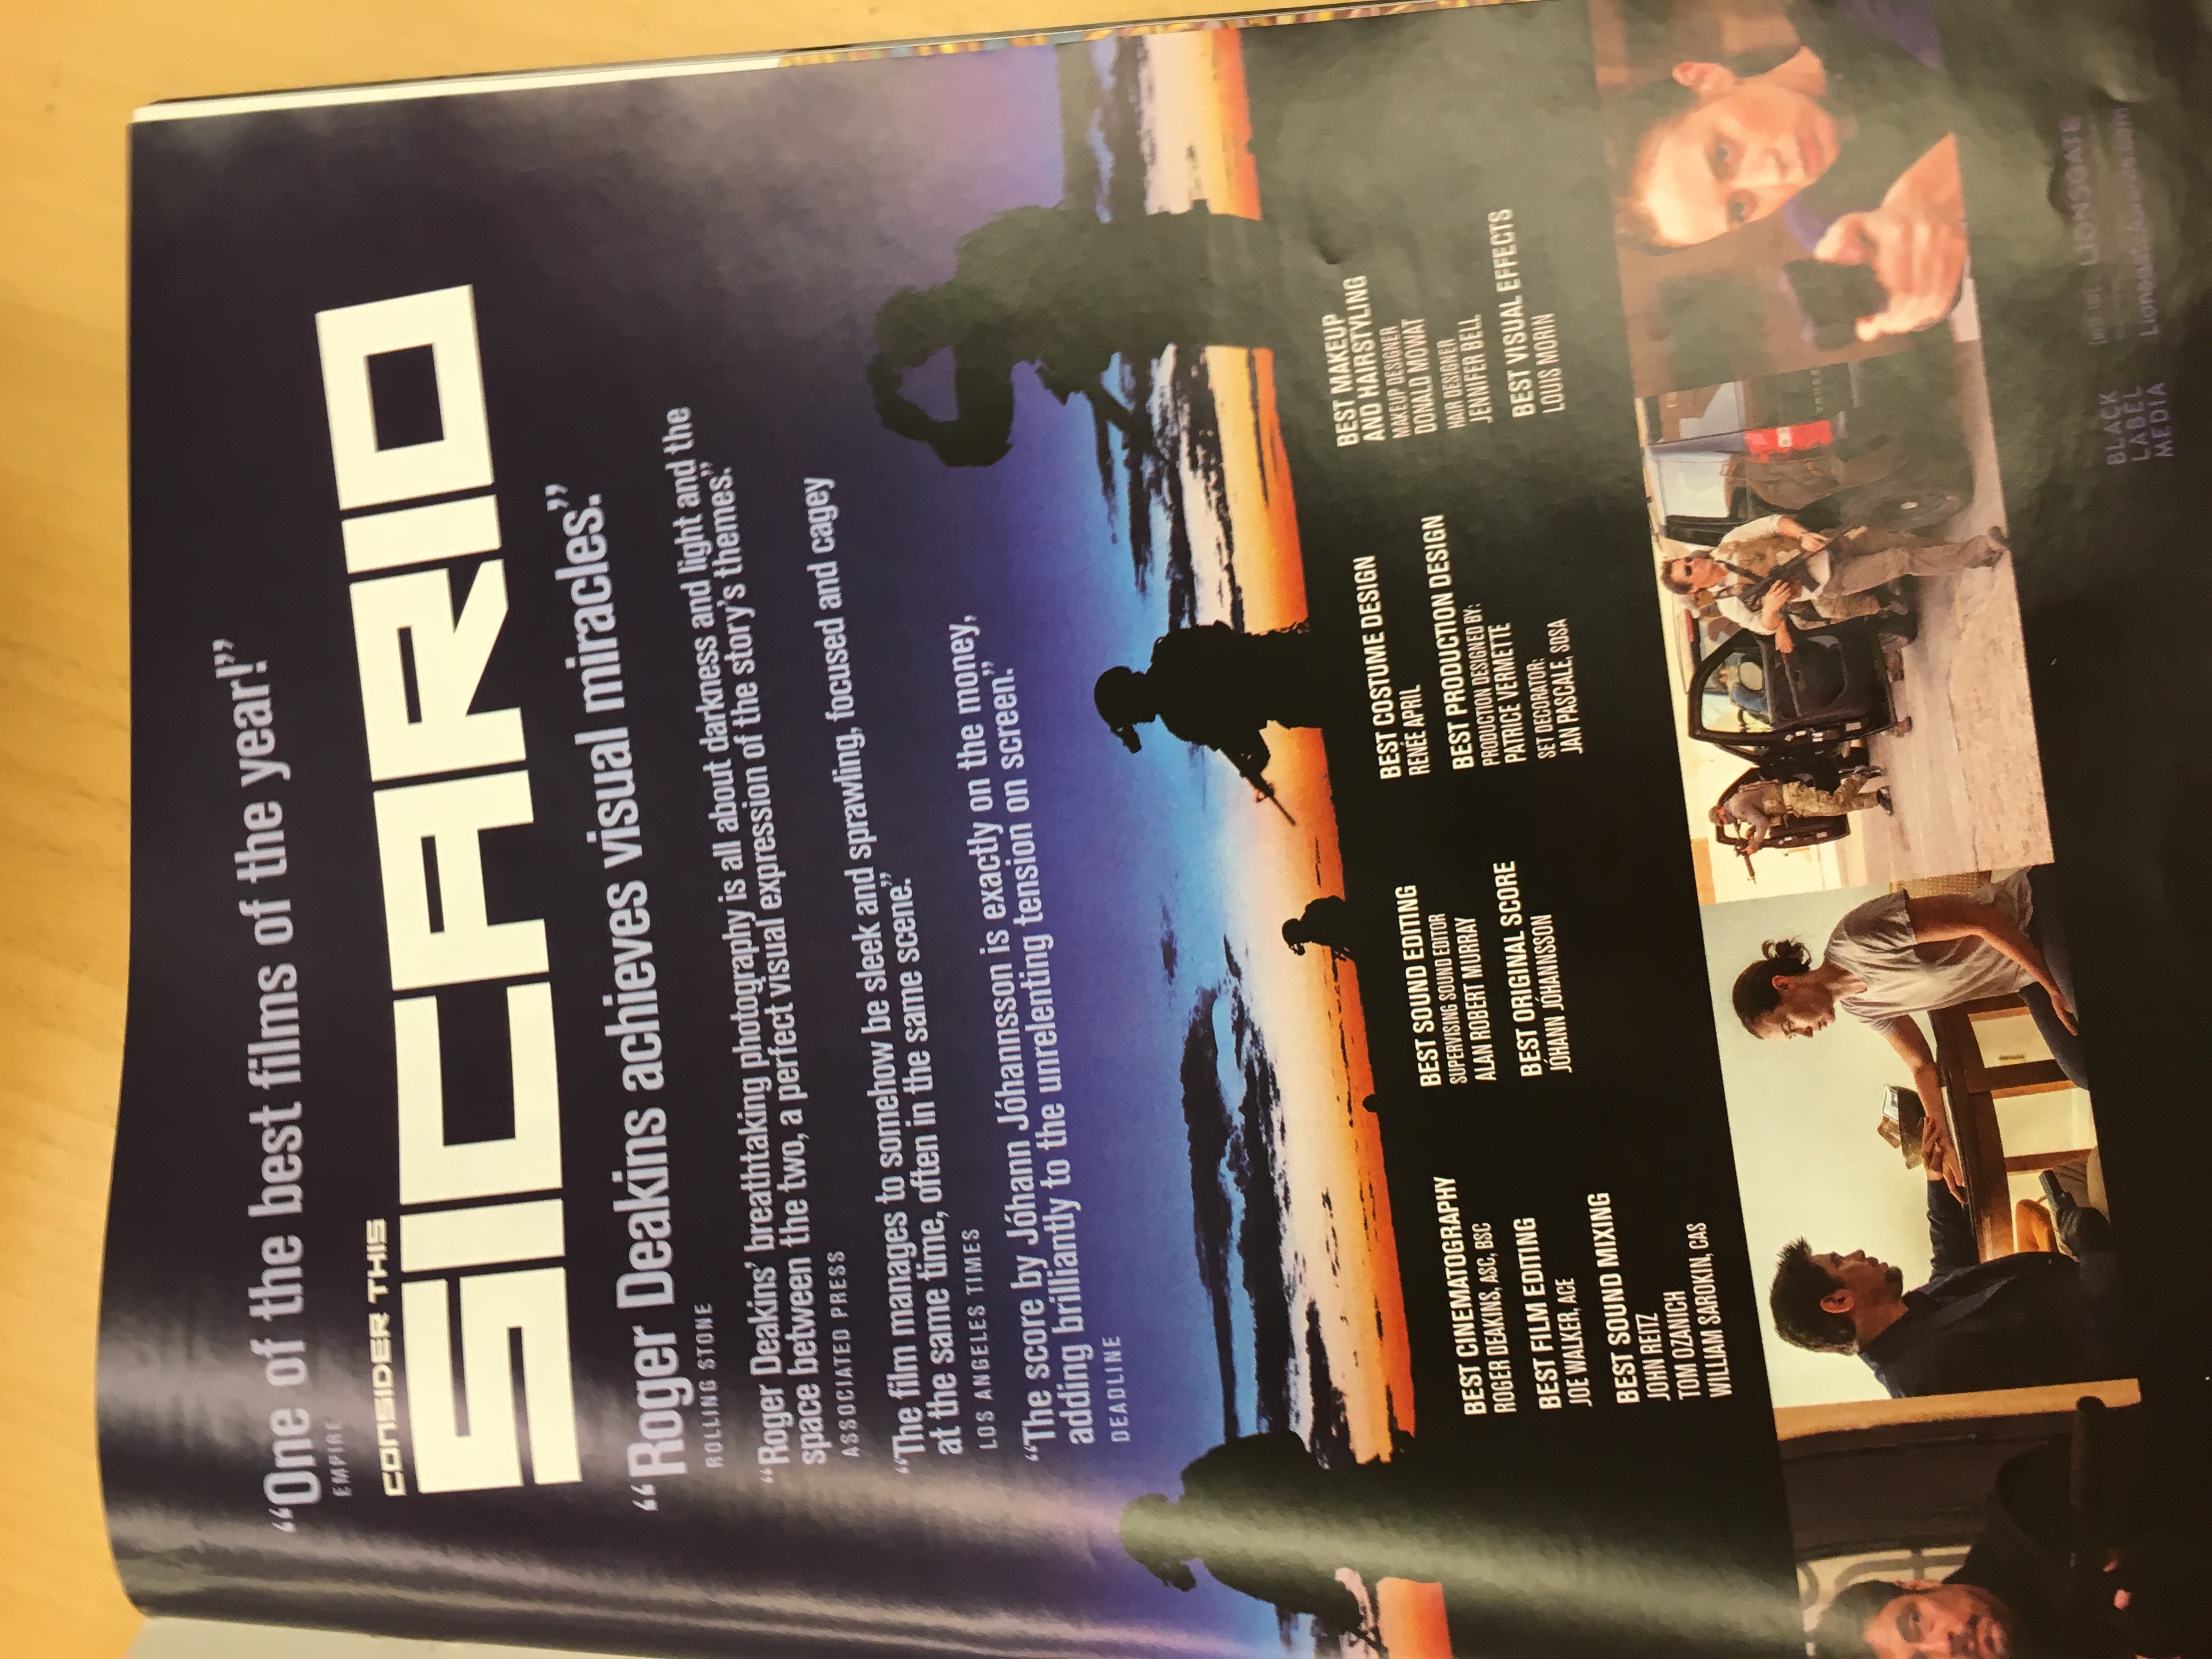 “One of the best films of the year!”
EMPIRE
CONSIDER THIS
SICARIO
“Roger Deakins achieves visual miracles.”
ROLLING STONE
“Roger Deakins’ breathtaking photography is all about darkness and light and the
space between the two, a perfect visual expression of the story’s themes.”
ASSOCIATED PRESS
“The film manages to somehow be sleek and sprawling, focused and cagey
at the same time, often in the same scene.”
LOS ANGELES TIMES
“The score by Jóhann Jóhannsson is exactly on the money,
adding brilliantly to the unrelenting tension on screen.”
DEADLINE
BEST CINEMATOGRAPHY
ROGER DEAKINS, ASC, BSC
BEST FILM EDITING
JOE WALKER, ACE
BEST SOUND MIXING
JOHN REITZ
TOM OZANICH
WILLIAM SAROKIN, CAS
BEST SOUND EDITING
SUPERVISING SOUND EDITOR
ALAN ROBERT MURRAY
BEST ORIGINAL SCORE
JÓHANN JÓHANNSSON
BEST COSTUME DESIGN
RENÉE APRIL
BEST PRODUCTION DESIGN
PRODUCTION DESIGNED BY:
PATRICE VERMETTE
SET DECORATOR:
JAN PASCALE, SDSA
BEST MAKEUP
AND HAIRSTYLING
MAKEUP DESIGNER
DONALD MOWAT
HAIR DESIGNER
JENNIFER BELL
BEST VISUAL EFFECTS
LOUIS MORIN
BLACK
LABEL
MEDIA
LIONSGATE
LionsgateAwards.com